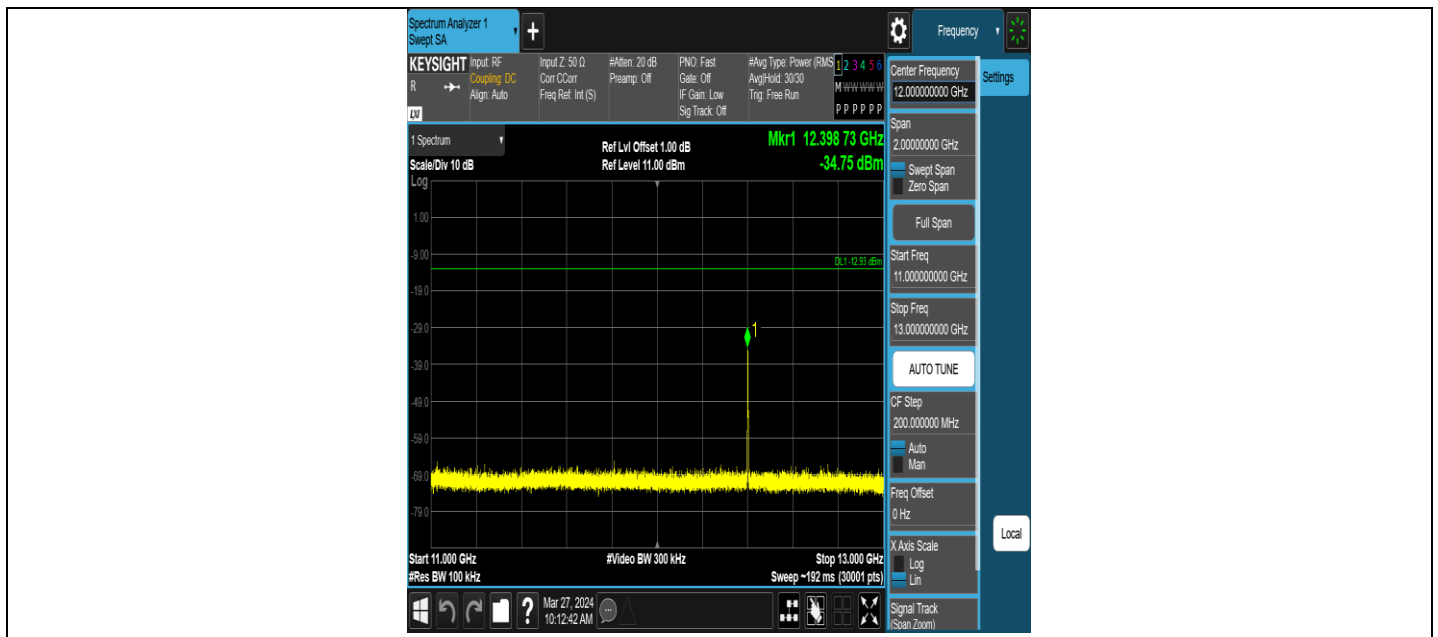 Spectrum Analyzer 1
Swept SA
+
Frequency
KEYSIGHT
R
LXI
Input: RF
Coupling: DC
Align: Auto
Input Z: 50 Ω
Corr CCorr
Freq Ref: Int (S)
#Atten: 20 dB
Preamp: Off
PNO: Fast
Gate: Off
IF Gain: Low
Sig Track: Off
#Avg Type: Power (RMS
Avg|Hold: 30/30
Trig: Free Run
1 2 3 4 5 6
M W W W W W
P P P P P P
1 Spectrum
Scale/Div 10 dB
Log
Ref Lvl Offset 1.00 dB
Ref Level 11.00 dBm
Mkr1 12.398 73 GHz
-34.75 dBm
1.00
-9.00
DL1 -12.93 dBm
-19.0
-29.0
1
-39.0
-49.0
-59.0
-69.0
-79.0
Start 11.000 GHz
#Video BW 300 kHz
Stop 13.000 GHz
#Res BW 100 kHz
Sweep ~192 ms (30001 pts)
?
Mar 27, 2024
10:12:42 AM
Center Frequency
12.00000000 GHz
Settings
Span
2.00000000 GHz
Swept Span
Zero Span
Full Span
Start Freq
11.000000000 GHz
Stop Freq
13.000000000 GHz
AUTO TUNE
CF Step
200.000000 MHz
Auto
Man
Freq Offset
0 Hz
X Axis Scale
Log
Lin
Local
Signal Track
(Span Zoom)